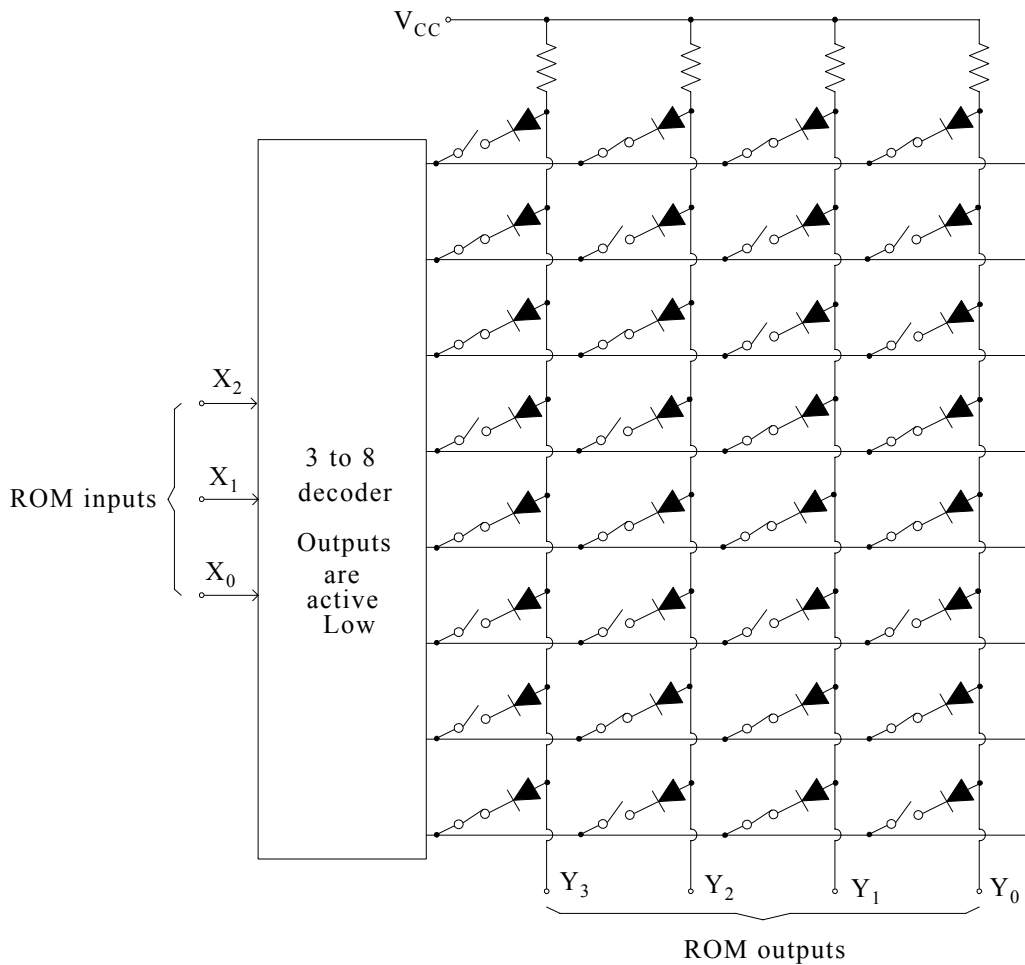 V_CC
X_2
X_1
X_0
ROM inputs
3 to 8
decoder
Outputs
are
active
Low
Y_3 Y_2 Y_1 Y_0
ROM outputs